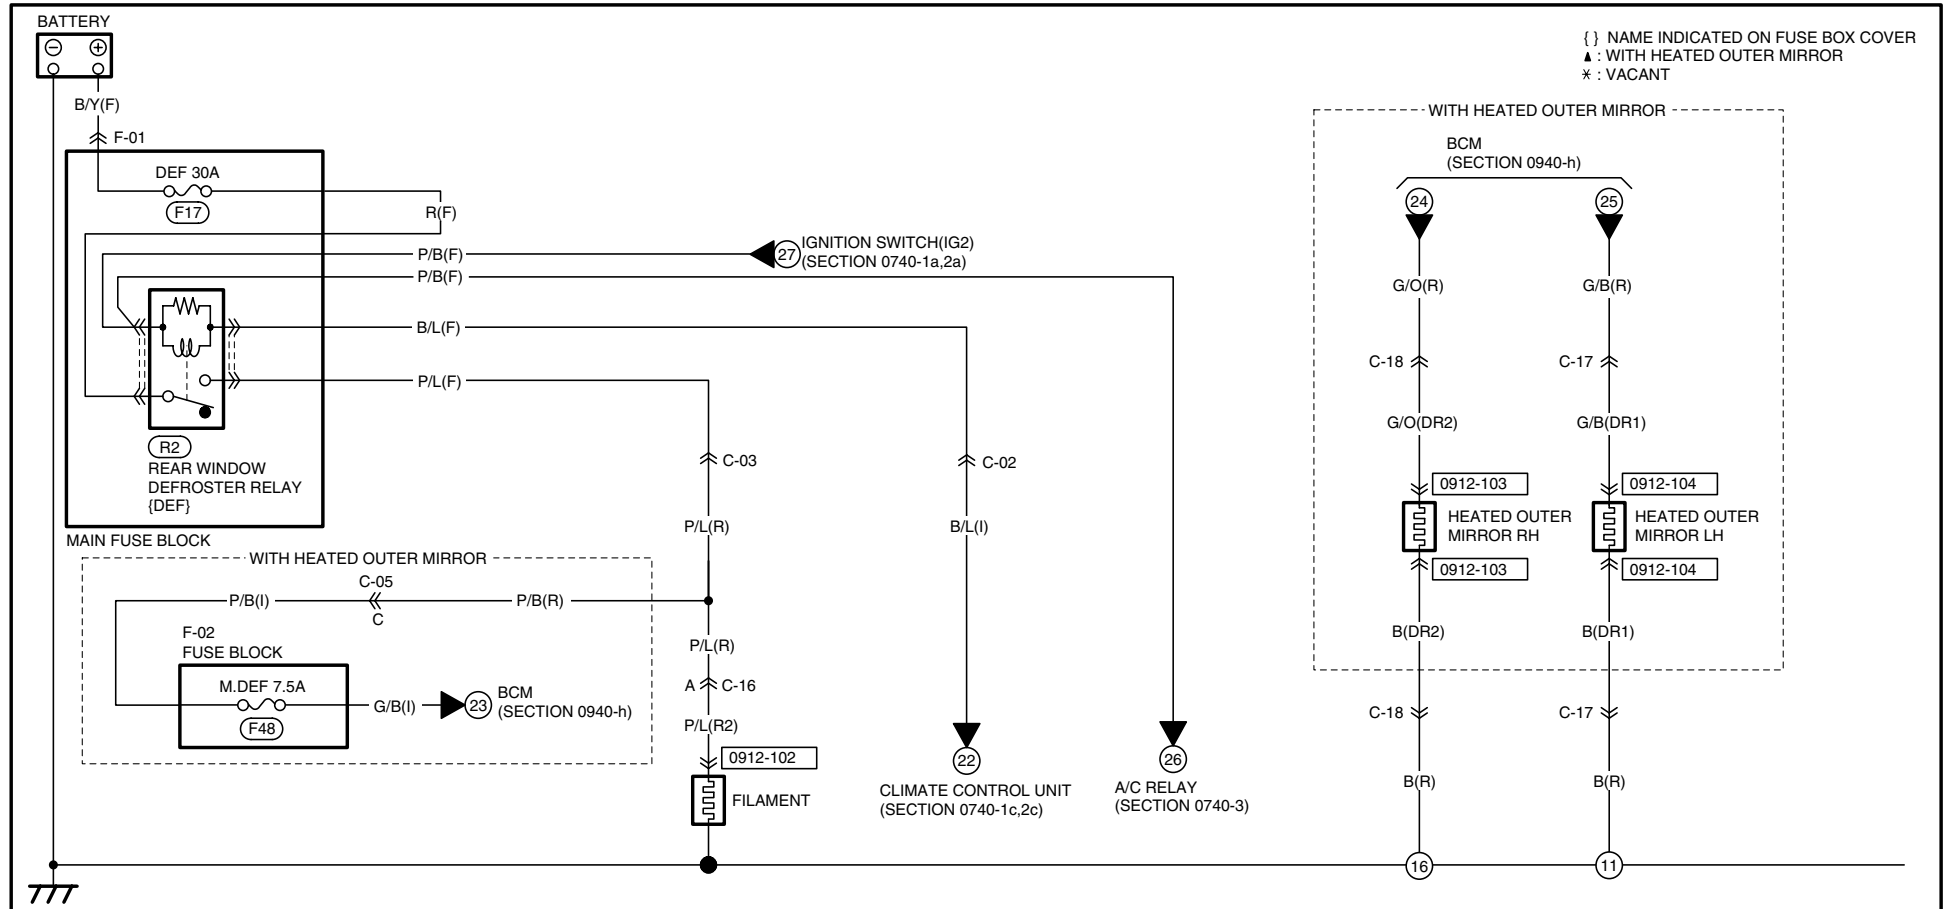 BATTERY
− +
B/Y(F)
F-01
DEF 30A
F17
R(F)
P/B(F)
27
IGNITION SWITCH(IG2)
(SECTION 0740-1a,2a)
P/B(F)
B/L(F)
P/L(F)
R2
REAR WINDOW
DEFROSTER RELAY
{DEF}
MAIN FUSE BLOCK
C-03
C-02
P/L(R)
B/L(I)
WITH HEATED OUTER MIRROR
C-05
P/B(I)
P/B(R)
C
F-02
FUSE BLOCK
M.DEF 7.5A
F48
G/B(I)
23
BCM
(SECTION 0940-h)
P/L(R)
A
C-16
P/L(R2)
0912-102
FILAMENT
22
CLIMATE CONTROL UNIT
(SECTION 0740-1c,2c)
26
A/C RELAY
(SECTION 0740-3)
{ } NAME INDICATED ON FUSE BOX COVER
▲ : WITH HEATED OUTER MIRROR
* : VACANT
WITH HEATED OUTER MIRROR
BCM
(SECTION 0940-h)
24
25
G/O(R)
G/B(R)
C-18
C-17
G/O(DR2)
G/B(DR1)
0912-103
0912-104
HEATED OUTER
MIRROR RH
HEATED OUTER
MIRROR LH
0912-103
0912-104
B(DR2)
B(DR1)
C-18
C-17
B(R)
B(R)
16
11